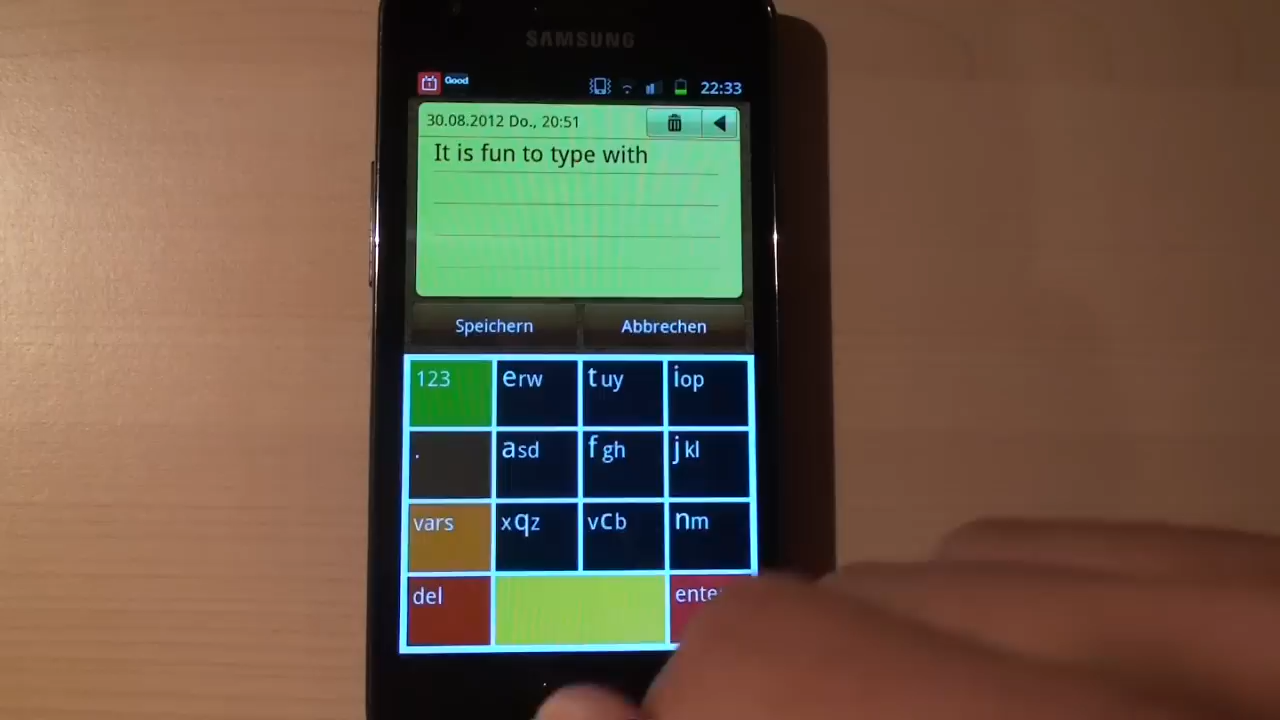 SAMSUNG
Good 22:33
30.08.2012 Do., 20:51
It is fun to type with
Speichern Abbrechen
123 erw tuy iop
. asd fgh jkl
vars xqz vcb nm
del